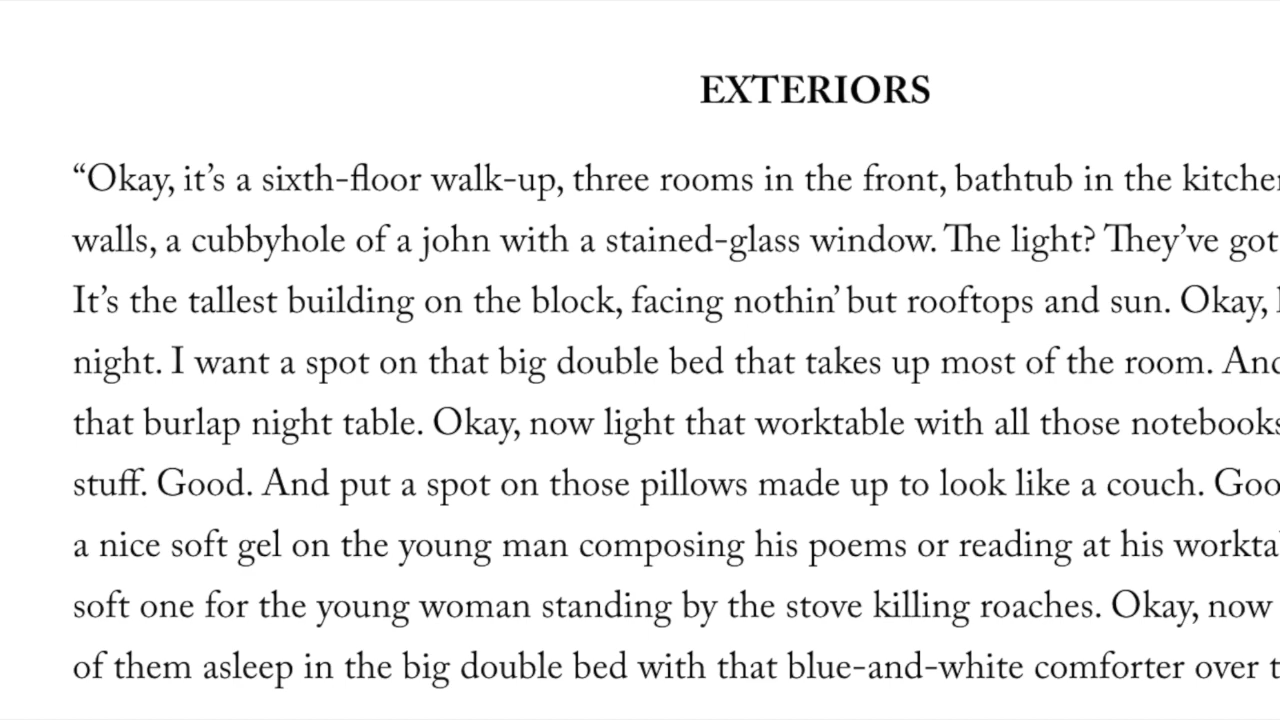 EXTERIORS
“Okay, it’s a sixth-floor walk-up, three rooms in the front, bathtub in the
walls, a cubbyhole of a john with a stained-glass window. The light? They’ve got
It’s the tallest building on the block, facing nothin’ but rooftops and sun. Okay,
night. I want a spot on that big double bed that takes up most of the room.
that burlap night table. Okay, now light that worktable with all those
stuff. Good. And put a spot on those pillows made up to look like a couch.
a nice soft gel on the young man composing his poems or reading at his
soft one for the young woman standing by the stove killing roaches. Okay, now
of them asleep in the big double bed with that blue-and-white comforter over